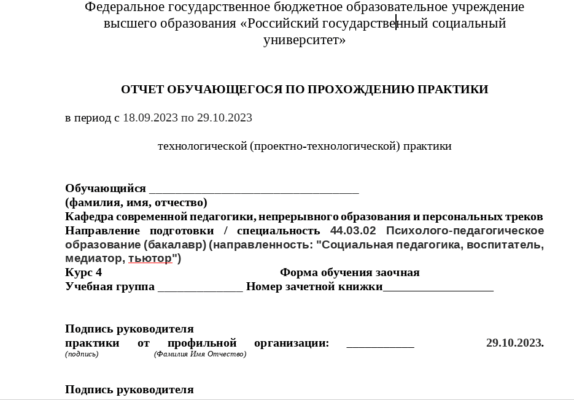 Федеральное государственное бюджетное образовательное учреждение
высшего образования «Российский государственный социальный
университет»
ОТЧЕТ ОБУЧАЮЩЕГОСЯ ПО ПРОХОЖДЕНИЮ ПРАКТИКИ
в период с 18.09.2023 по 29.10.2023
технологической (проектно-технологической) практики
Обучающийся ___________________________________
(фамилия, имя, отчество)
Кафедра современной педагогики, непрерывного образования и персональных треков
Направление подготовки / специальность 44.03.02 Психолого-педагогическое
образование (бакалавр) (направленность: "Социальная педагогика, воспитатель,
медиатор, тьютор")
Курс 4 Форма обучения заочная
Учебная группа ______________ Номер зачетной книжки__________________
Подпись руководителя
практики от профильной организации: ___________ 29.10.2023.
(подпись) (Фамилия Имя Отчество)
Подпись руководителя